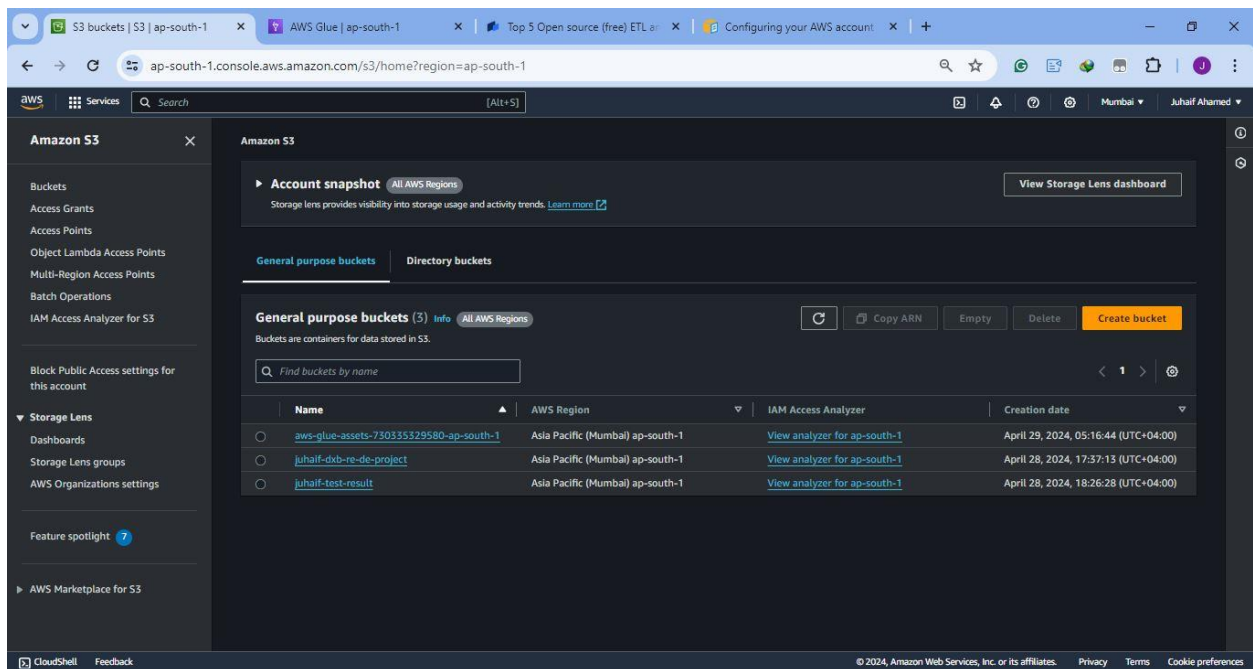 S3 buckets | S3 | ap-south-1
AWS Glue | ap-south-1
Top 5 Open source (free) ETL an
Configuring your AWS account
ap-south-1.console.aws.amazon.com/s3/home?region=ap-south-1
J
aws
Services
Search
[Alt+S]
Mumbai
Juhaif Ahamed
Amazon S3
Buckets
Access Grants
Access Points
Object Lambda Access Points
Multi-Region Access Points
Batch Operations
IAM Access Analyzer for S3
Block Public Access settings for
this account
Storage Lens
Dashboards
Storage Lens groups
AWS Organizations settings
Feature spotlight 7
AWS Marketplace for S3
Amazon S3
Account snapshot All AWS Regions
Storage lens provides visibility into storage usage and activity trends. Learn more
View Storage Lens dashboard
General purpose buckets
Directory buckets
General purpose buckets (3) Info All AWS Regions
Buckets are containers for data stored in S3.
Copy ARN
Empty
Delete
Create bucket
Find buckets by name
1
Name AWS Region IAM Access Analyzer Creation date
aws-glue-assets-730335329580-ap-south-1 Asia Pacific (Mumbai) ap-south-1 View analyzer for ap-south-1 April 29, 2024, 05:16:44 (UTC+04:00)
juhaif-dxb-re-de-project Asia Pacific (Mumbai) ap-south-1 View analyzer for ap-south-1 April 28, 2024, 17:37:13 (UTC+04:00)
juhaif-test-result Asia Pacific (Mumbai) ap-south-1 View analyzer for ap-south-1 April 28, 2024, 18:26:28 (UTC+04:00)
CloudShell Feedback © 2024, Amazon Web Services, Inc. or its affiliates. Privacy Terms Cookie preferences